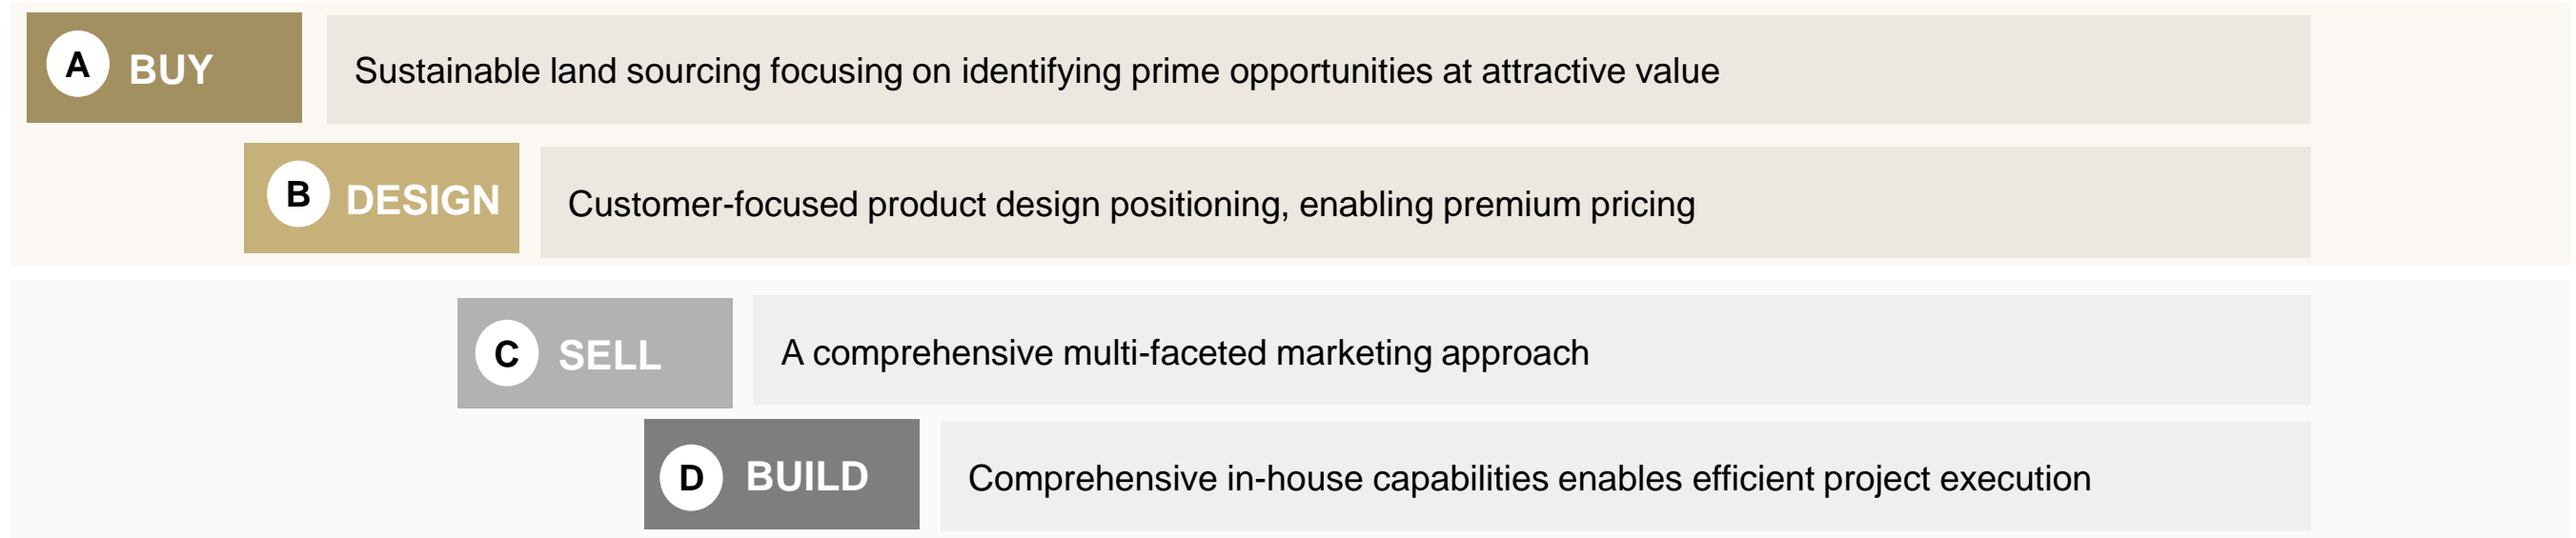 A BUY Sustainable land sourcing focusing on identifying prime opportunities at attractive value
B DESIGN Customer-focused product design positioning, enabling premium pricing
C SELL A comprehensive multi-faceted marketing approach
D BUILD Comprehensive in-house capabilities enables efficient project execution